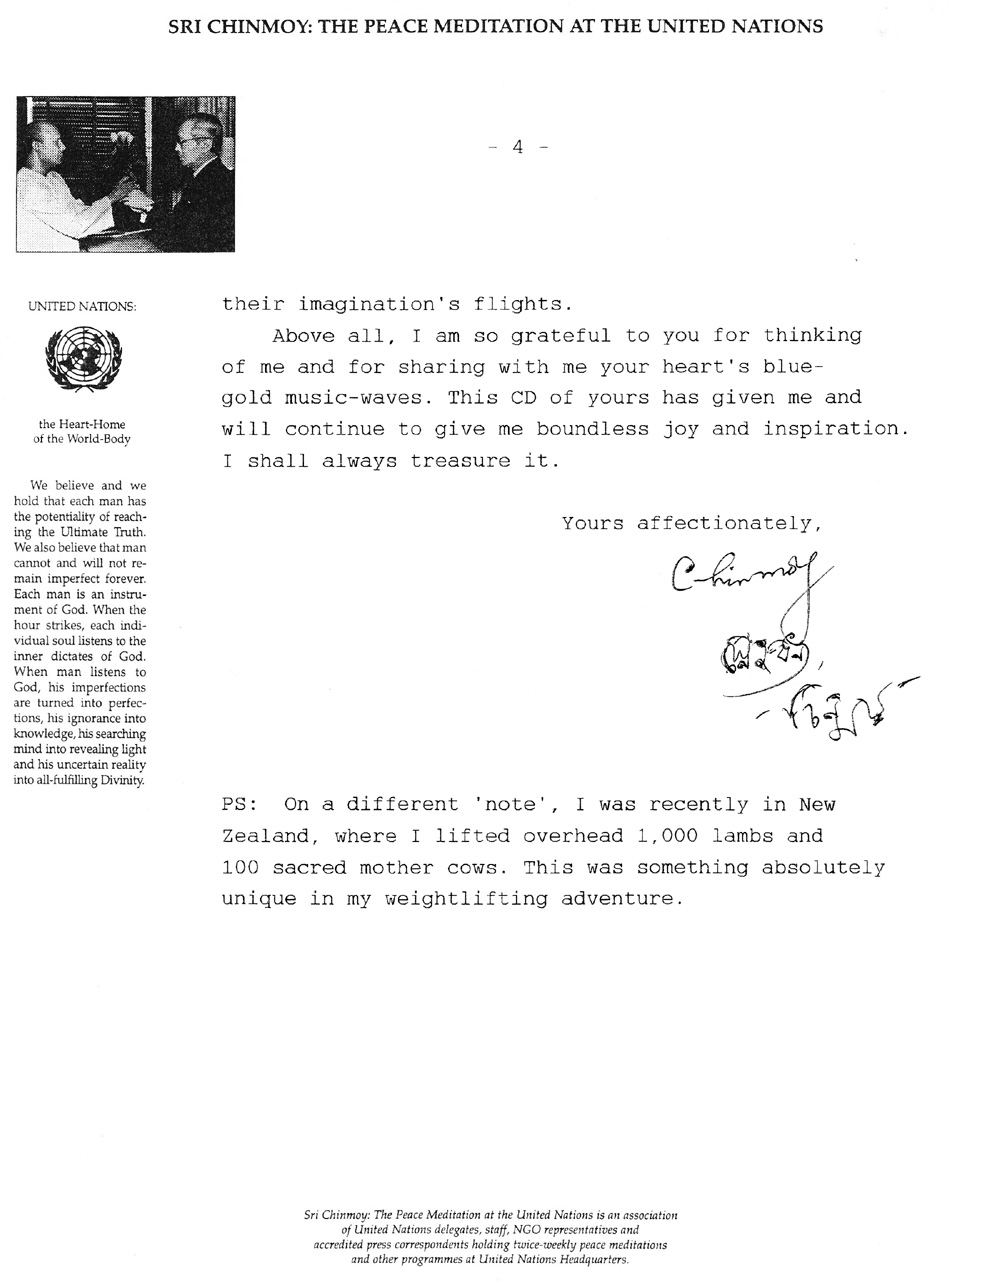 SRI CHINMOY: THE PEACE MEDITATION AT THE UNITED NATIONS
- 4 -
UNITED NATIONS:
the Heart-Home
of the World-Body
We believe and we
hold that each man has
the potentiality of reach-
ing the Ultimate Truth.
We also believe that man
cannot and will not re-
main imperfect forever.
Each man is an instru-
ment of God. When the
hour strikes, each indi-
vidual soul listens to the
inner dictates of God.
When man listens to
God, his imperfections
are turned into perfec-
tions, his ignorance into
knowledge, his searching
mind into revealing light
and his uncertain reality
into all-fulfilling Divinity.
their imagination's flights.
Above all, I am so grateful to you for thinking
of me and for sharing with me your heart's blue-
gold music-waves. This CD of yours has given me and
will continue to give me boundless joy and inspiration.
I shall always treasure it.
Yours affectionately,
Chinmoy
PS: On a different 'note', I was recently in New
Zealand, where I lifted overhead 1,000 lambs and
100 sacred mother cows. This was something absolutely
unique in my weightlifting adventure.
Sri Chinmoy: The Peace Meditation at the United Nations is an association
of United Nations delegates, staff, NGO representatives and
accredited press correspondents holding twice-weekly peace meditations
and other programmes at United Nations Headquarters.